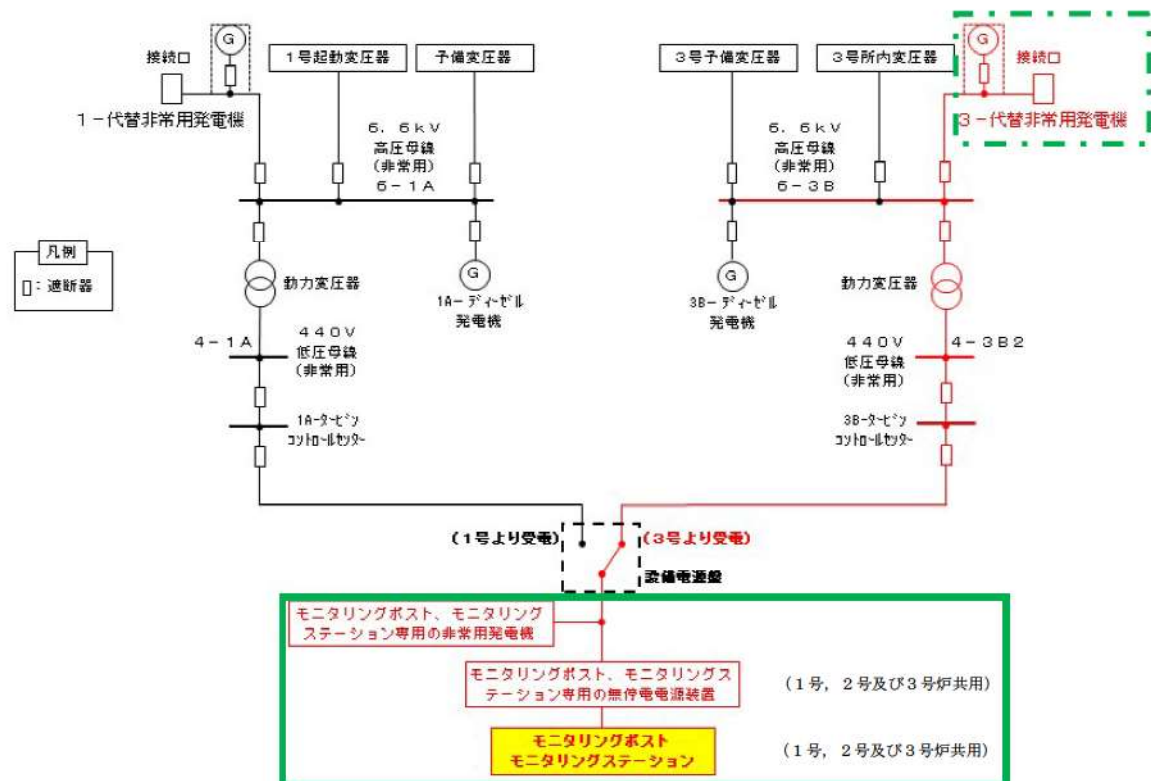 G
接続口
1-代替非常用発電機
1号起動変圧器
予備変圧器
3号予備変圧器
3号所内変圧器
G
接続口
3-代替非常用発電機
6.6kV
高圧母線
(非常用)
6-1A
6.6kV
高圧母線
(非常用)
6-3B
凡例
▯:遮断器
動力変圧器
G
1A-ディーゼル
発電機
G
3B-ディーゼル
発電機
動力変圧器
4-1A
440V
低圧母線
(非常用)
440V
低圧母線
(非常用)
4-3B2
1A-タービン
コントロールセンター
3B-タービン
コントロールセンター
(1号より受電)
(3号より受電)
設備電源盤
モニタリングポスト、モニタリング
ステーション専用の非常用発電機
モニタリングポスト、モニタリングス
テーション専用の無停電電源装置
(1号, 2号及び3号炉共用)
モニタリングポスト
モニタリングステーション
(1号, 2号及び3号炉共用)